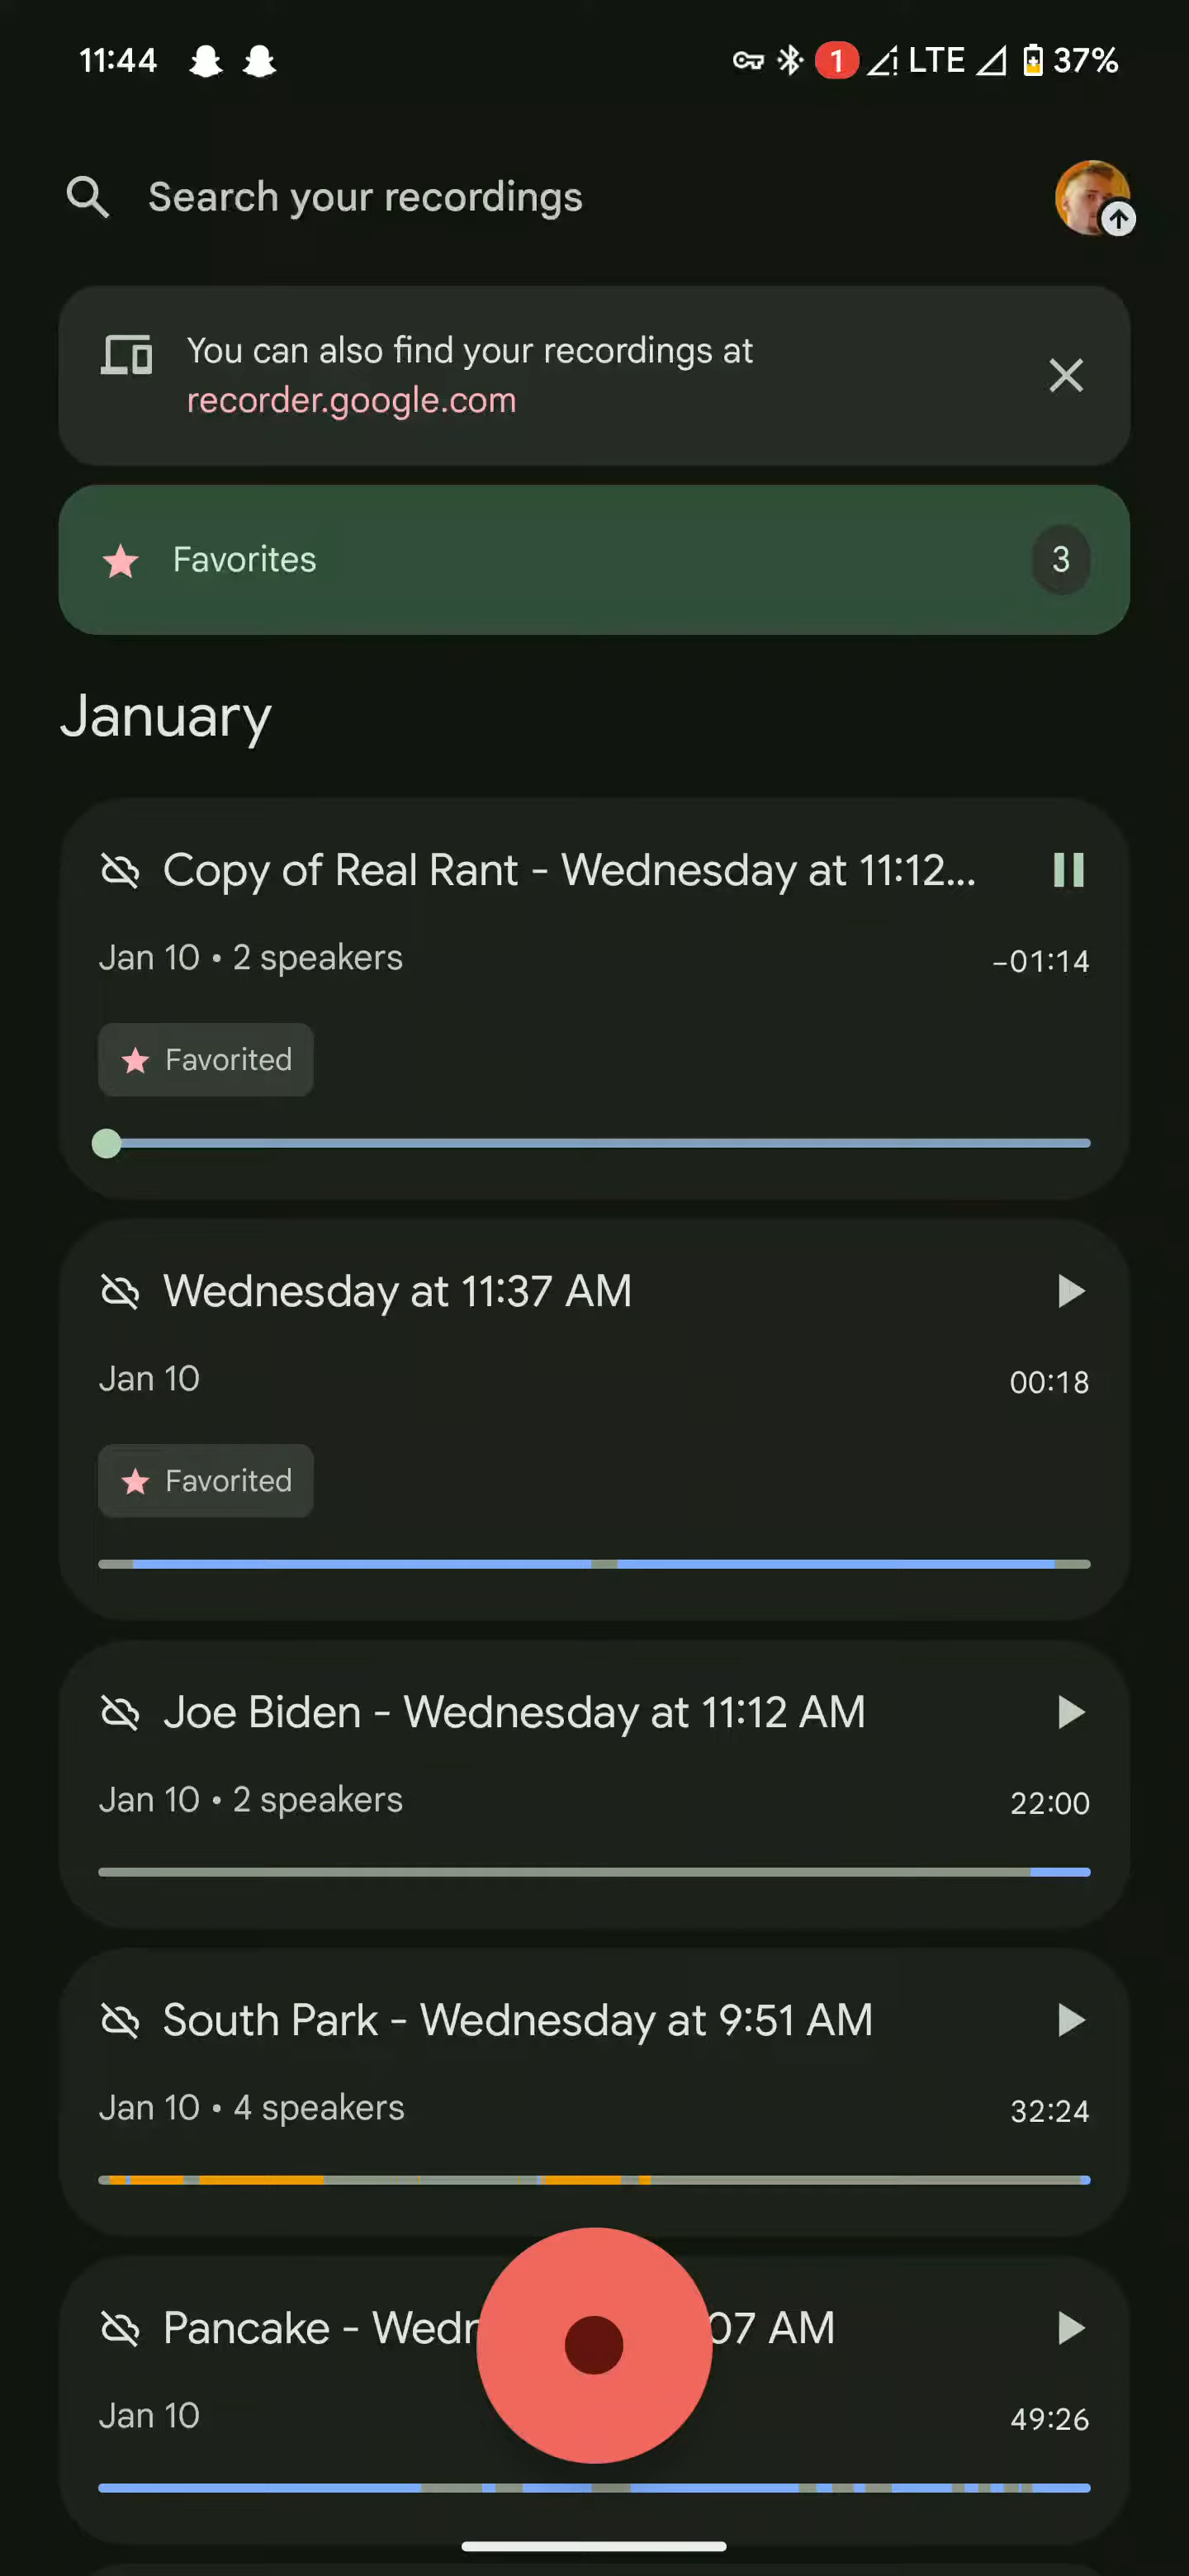 11:44
1 LTE 37%
Search your recordings
You can also find your recordings at
recorder.google.com
Favorites 3
January
Copy of Real Rant - Wednesday at 11:12...
Jan 10 • 2 speakers -01:14
Favorited
Wednesday at 11:37 AM
Jan 10 00:18
Favorited
Joe Biden - Wednesday at 11:12 AM
Jan 10 • 2 speakers 22:00
South Park - Wednesday at 9:51 AM
Jan 10 • 4 speakers 32:24
Pancake - 07 AM
Jan 10 49:26